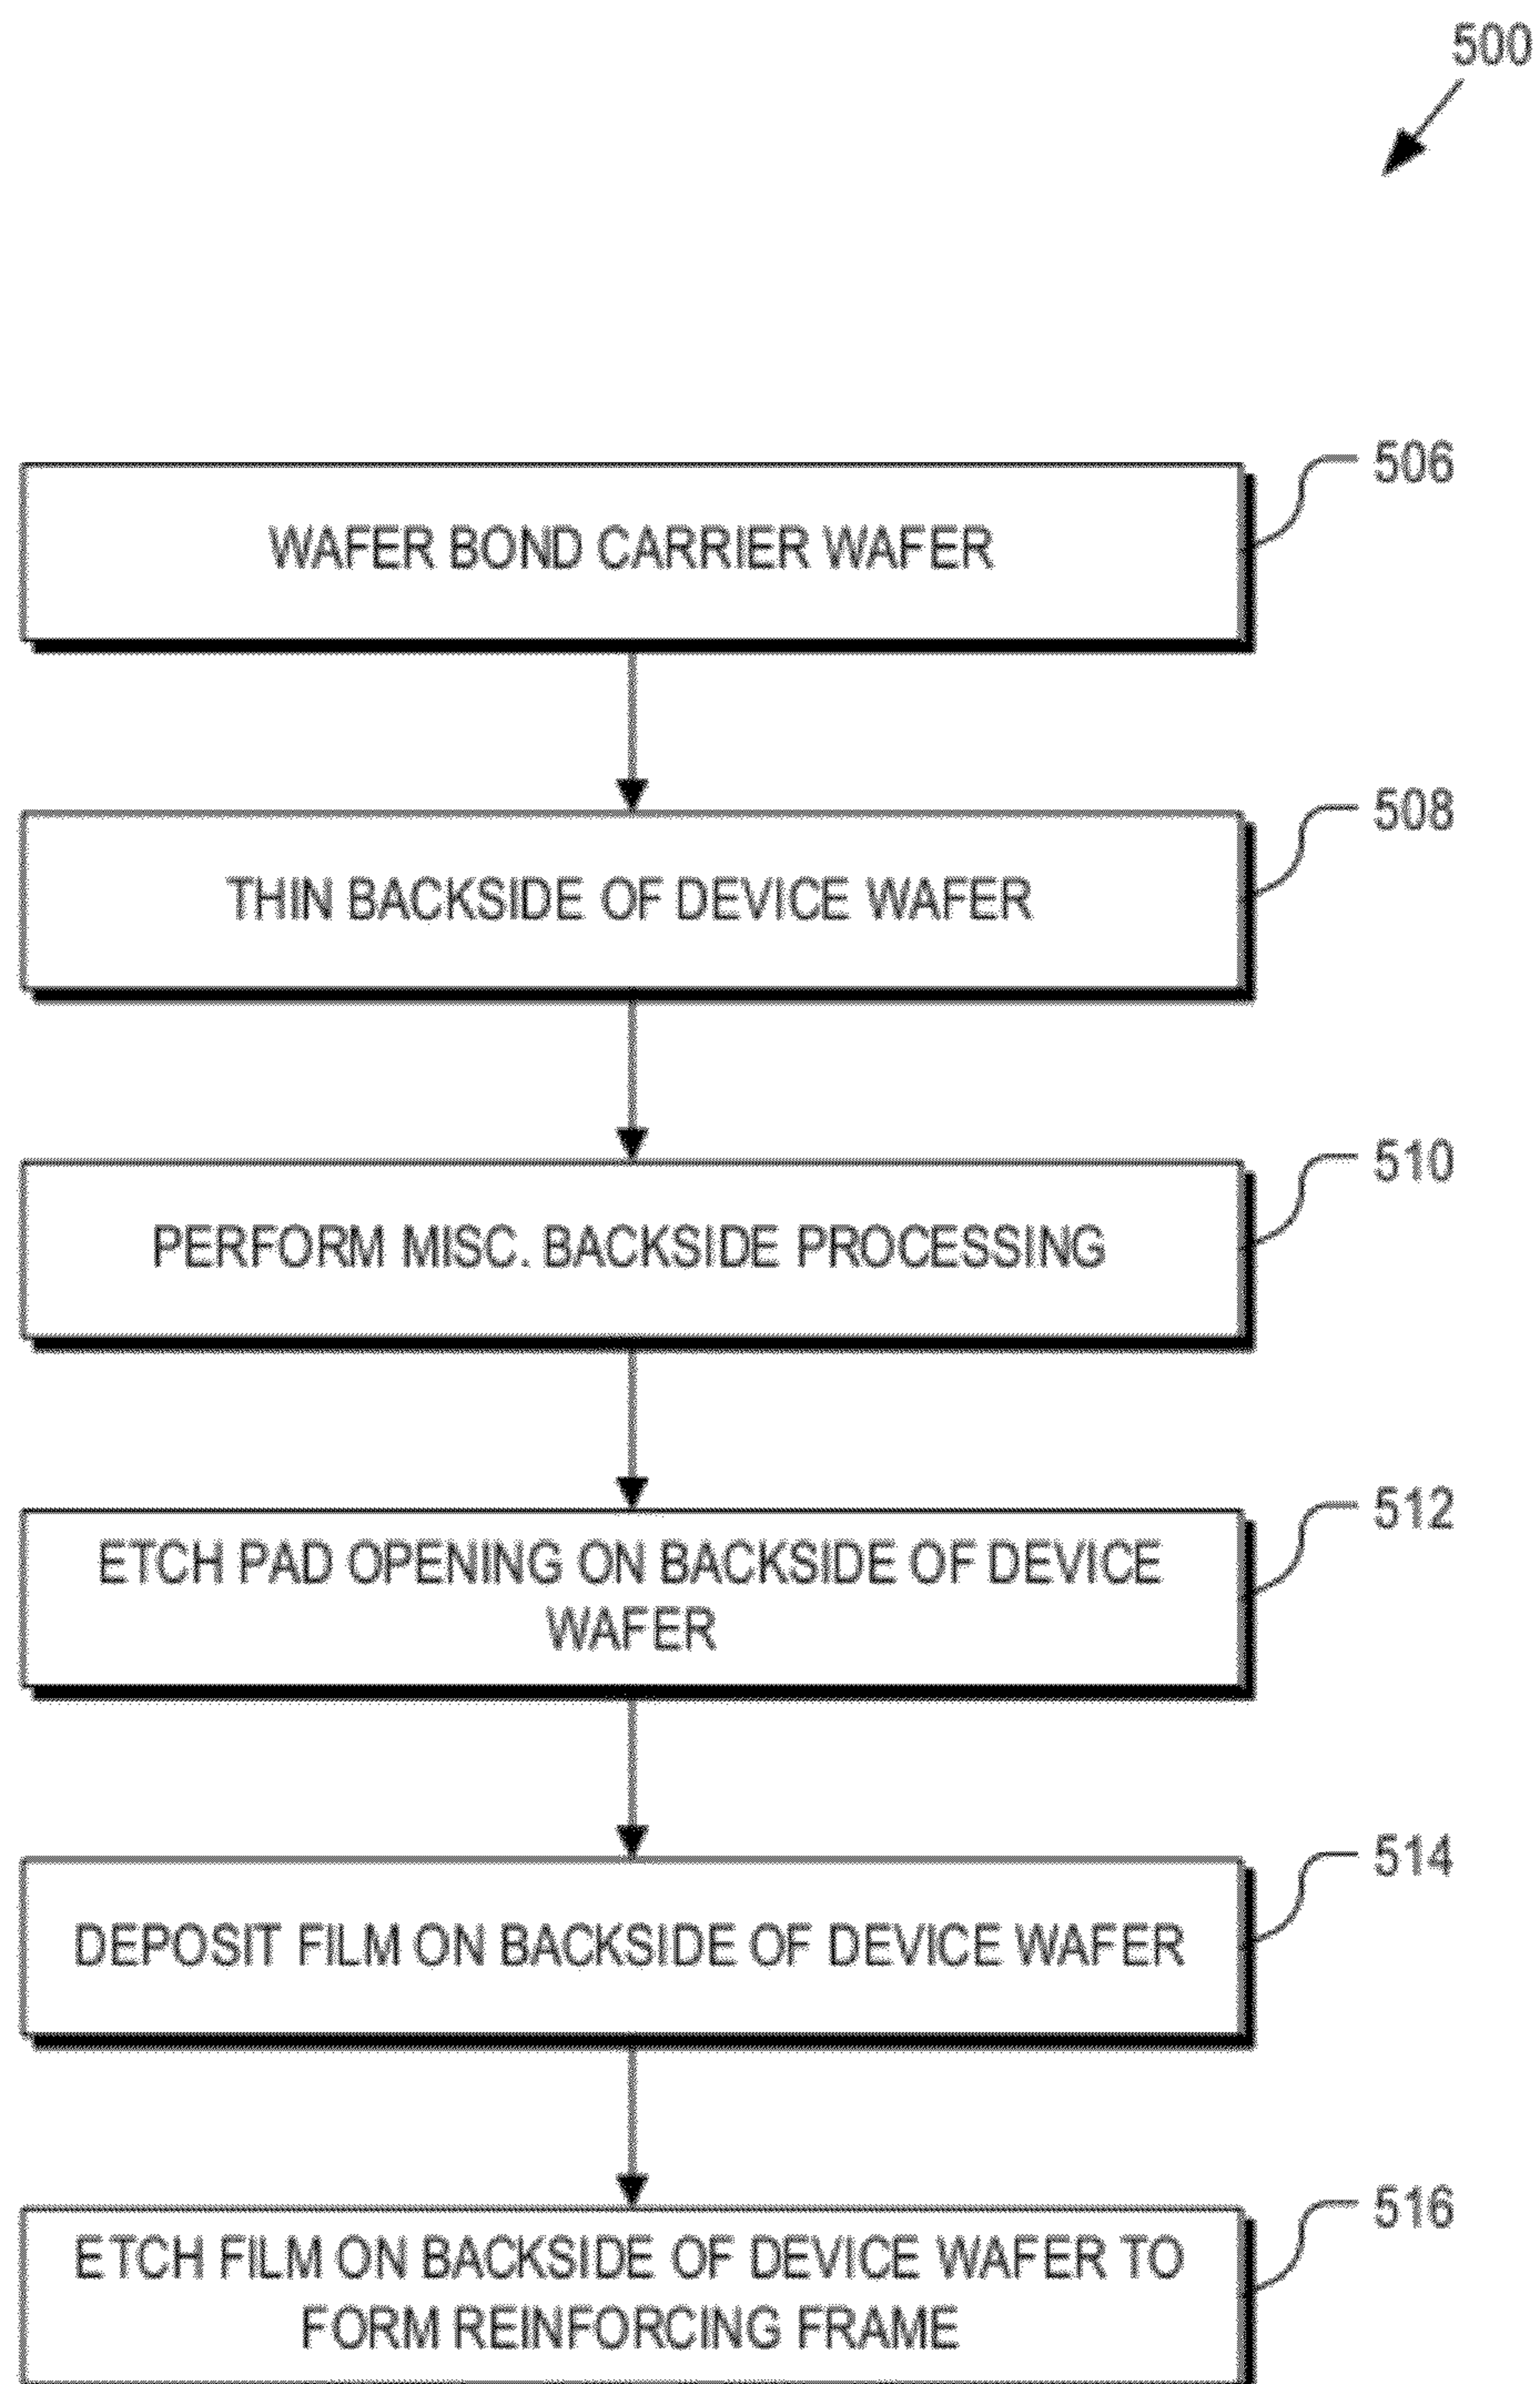 500
506
WAFER BOND CARRIER WAFER
508
THIN BACKSIDE OF DEVICE WAFER
510
PERFORM MISC. BACKSIDE PROCESSING
512
ETCH PAD OPENING ON BACKSIDE OF DEVICE
WAFER
514
DEPOSIT FILM ON BACKSIDE OF DEVICE WAFER
516
ETCH FILM ON BACKSIDE OF DEVICE WAFER TO
FORM REINFORCING FRAME